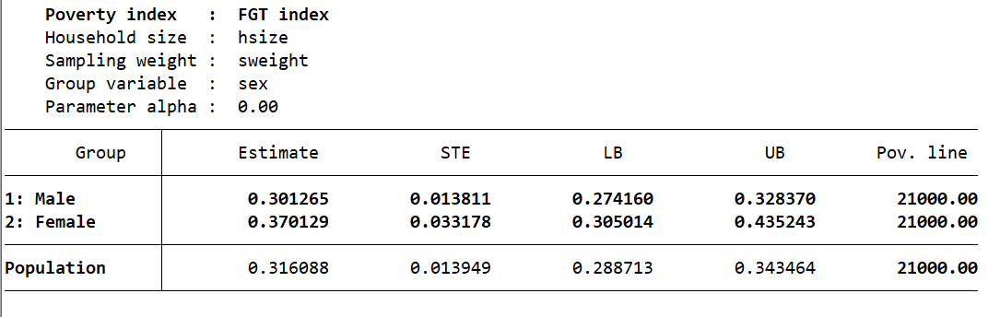 Poverty index   :  FGT index
Household size  :  hsize
Sampling weight :  sweight
Group variable  :  sex
Parameter alpha :  0.00
Group Estimate STE LB UB Pov. line
1: Male 0.301265 0.013811 0.274160 0.328370 21000.00
2: Female 0.370129 0.033178 0.305014 0.435243 21000.00
Population 0.316088 0.013949 0.288713 0.343464 21000.00